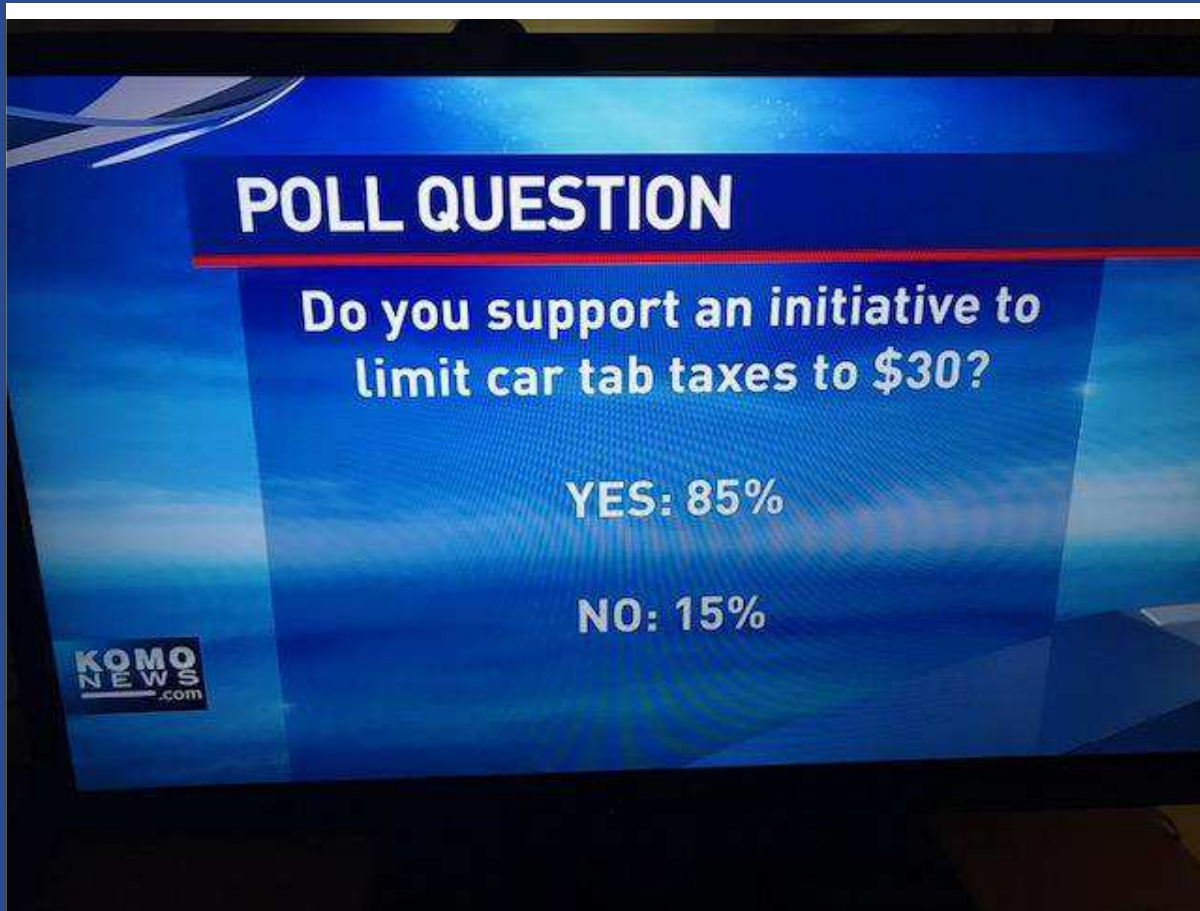 POLL QUESTION
Do you support an initiative to
limit car tab taxes to $30?
YES: 85%
NO: 15%
KOMO
NEWS
.com